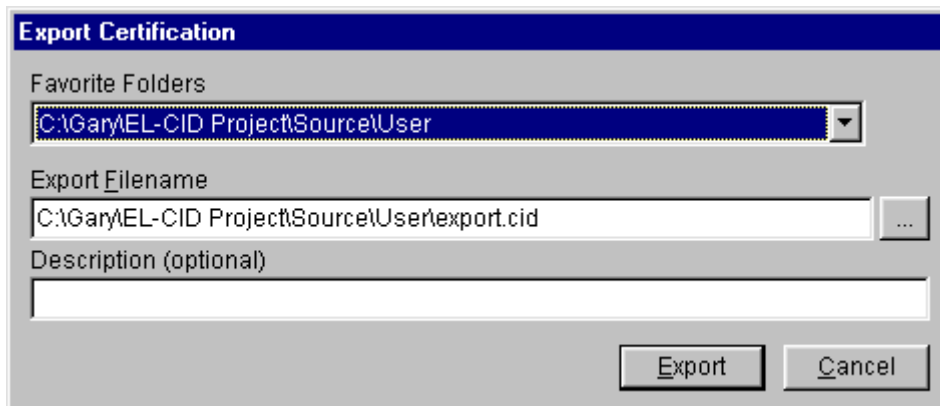 Export Certification
Favorite Folders
C:\Gary\EL-CID Project\Source\User
Export Filename
C:\Gary\EL-CID Project\Source\User\export.cid
...
Description (optional)
Export Cancel